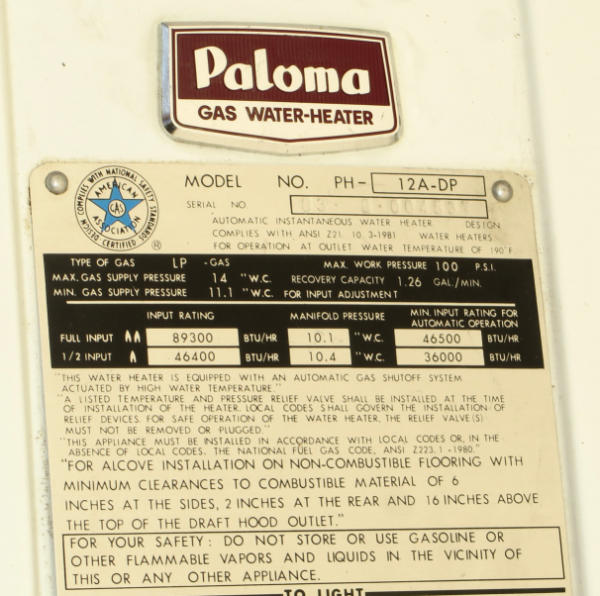 Paloma
GAS WATER-HEATER
DESIGN COMPLIES WITH NATIONAL SAFETY STANDARDS
CERTIFIED
AMERICAN
GAS
ASSOCIATION
®
MODEL NO. PH- 12A-DP
SERIAL NO
AUTOMATIC INSTANTANEOUS WATER HEATER DESIGN
COMPLIES WITH ANSI Z21. 10. 3-1981 WATER HEATERS
FOR OPERATION AT OUTLET WATER TEMPERATURE OF 190°F
TYPE OF GAS LP - GAS MAX. WORK PRESSURE 100 P.S.I.
MAX. GAS SUPPLY PRESSURE 14 "W.C. RECOVERY CAPACITY 1.26 GAL./MIN.
MIN. GAS SUPPLY PRESSURE 11.1 "W.C. FOR INPUT ADJUSTMENT
INPUT RATING MANIFOLD PRESSURE MIN. INPUT RATING FOR
AUTOMATIC OPERATION
FULL INPUT 89300 BTU/HR 10.1 "W.C. 46500 BTU/HR
1/2 INPUT 46400 BTU/HR 10.4 "W.C. 36000 BTU/HR
"THIS WATER HEATER IS EQUIPPED WITH AN AUTOMATIC GAS SHUTOFF SYSTEM
ACTUATED BY HIGH WATER TEMPERATURE."
"A LISTED TEMPERATURE AND PRESSURE RELIEF VALVE SHALL BE INSTALLED AT THE TIME
OF INSTALLATION OF THE HEATER. LOCAL CODES SHALL GOVERN THE INSTALLATION OF
RELIEF DEVICES. FOR SAFE OPERATION OF THE WATER HEATER, THE RELIEF VALVE(S)
MUST NOT BE REMOVED OR PLUGGED."
"THIS APPLIANCE MUST BE INSTALLED IN ACCORDANCE WITH LOCAL CODES OR, IN THE
ABSENCE OF LOCAL CODES. THE NATIONAL FUEL GAS CODE, ANSI Z223.1-1980."
"FOR ALCOVE INSTALLATION ON NON-COMBUSTIBLE FLOORING WITH
MINIMUM CLEARANCES TO COMBUSTIBLE MATERIAL OF 6
INCHES AT THE SIDES, 2 INCHES AT THE REAR AND 16 INCHES ABOVE
THE TOP OF THE DRAFT HOOD OUTLET."
FOR YOUR SAFETY : DO NOT STORE OR USE GASOLINE OR
OTHER FLAMMABLE VAPORS AND LIQUIDS IN THE VICINITY OF
THIS OR ANY OTHER APPLIANCE.
TO LIGHT